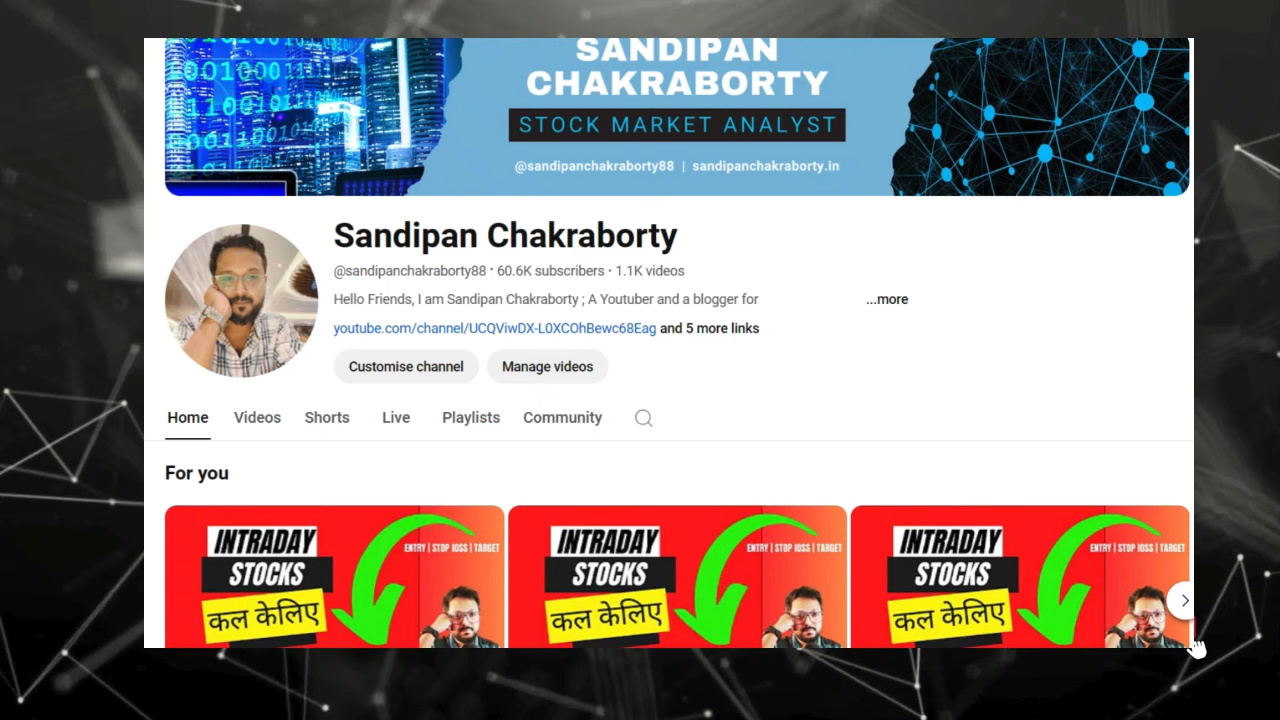 SANDIPAN
CHAKRABORTY
STOCK MARKET ANALYST
@sandipanchakraborty88 | sandipanchakraborty.in
Sandipan Chakraborty
@sandipanchakraborty88 • 60.6K subscribers • 1.1K videos
Hello Friends, I am Sandipan Chakraborty ; A Youtuber and a blogger for ...more
youtube.com/channel/UCQViwDX-L0XCOhBewc68Eag and 5 more links
Customise channel Manage videos
Home Videos Shorts Live Playlists Community
For you
INTRADAY
STOCKS
कल केलिए
ENTRY | STOP lOSS | TARGET
INTRADAY
STOCKS
कल केलिए
ENTRY | STOP lOSS | TARGET
INTRADAY
STOCKS
कल केलिए
ENTRY | STOP lOSS | TARGET